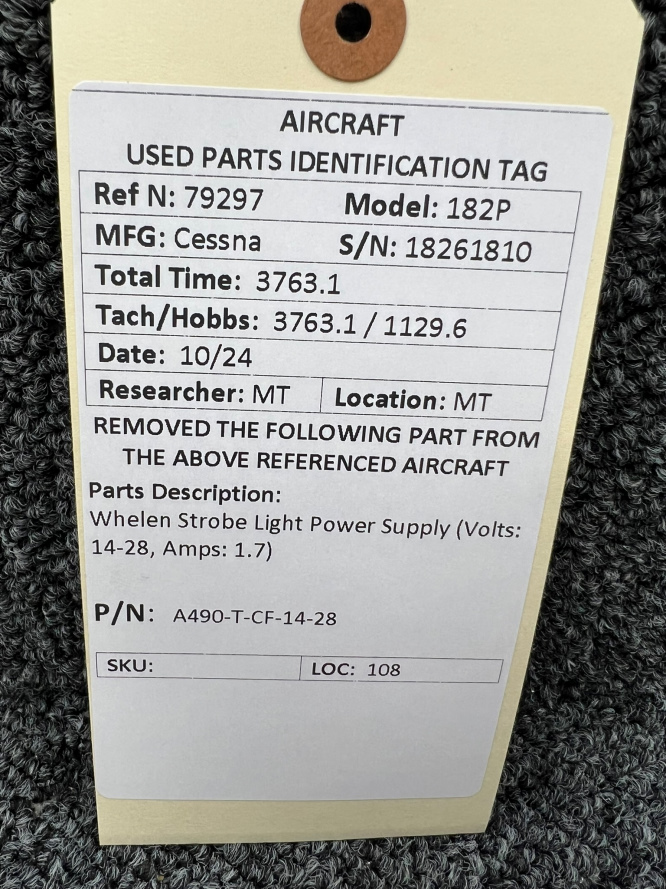 AIRCRAFT
USED PARTS IDENTIFICATION TAG
Ref N: 79297 Model: 182P
MFG: Cessna S/N: 18261810
Total Time: 3763.1
Tach/Hobbs: 3763.1 / 1129.6
Date: 10/24
Researcher: MT Location: MT
REMOVED THE FOLLOWING PART FROM
THE ABOVE REFERENCED AIRCRAFT
Parts Description:
Whelen Strobe Light Power Supply (Volts:
14-28, Amps: 1.7)
P/N: A490-T-CF-14-28
SKU: LOC: 108